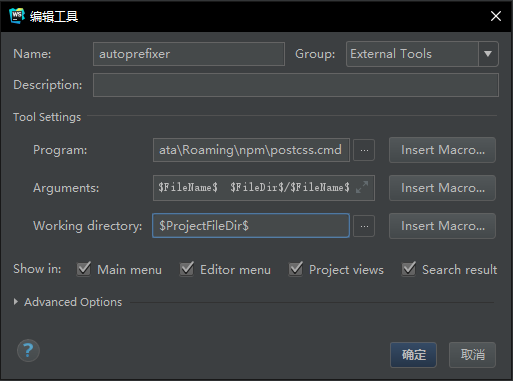 WS 编辑工具
Name: autoprefixer Group: External Tools
Description:
Tool Settings
Program: ata\Roaming\npm\postcss.cmd ... Insert Macro...
Arguments: $FileName$ $FileDir$/$FileName$ Insert Macro...
Working directory: $ProjectFileDir$ ... Insert Macro...
Show in: Main menu Editor menu Project views Search result
Advanced Options
? 确定 取消